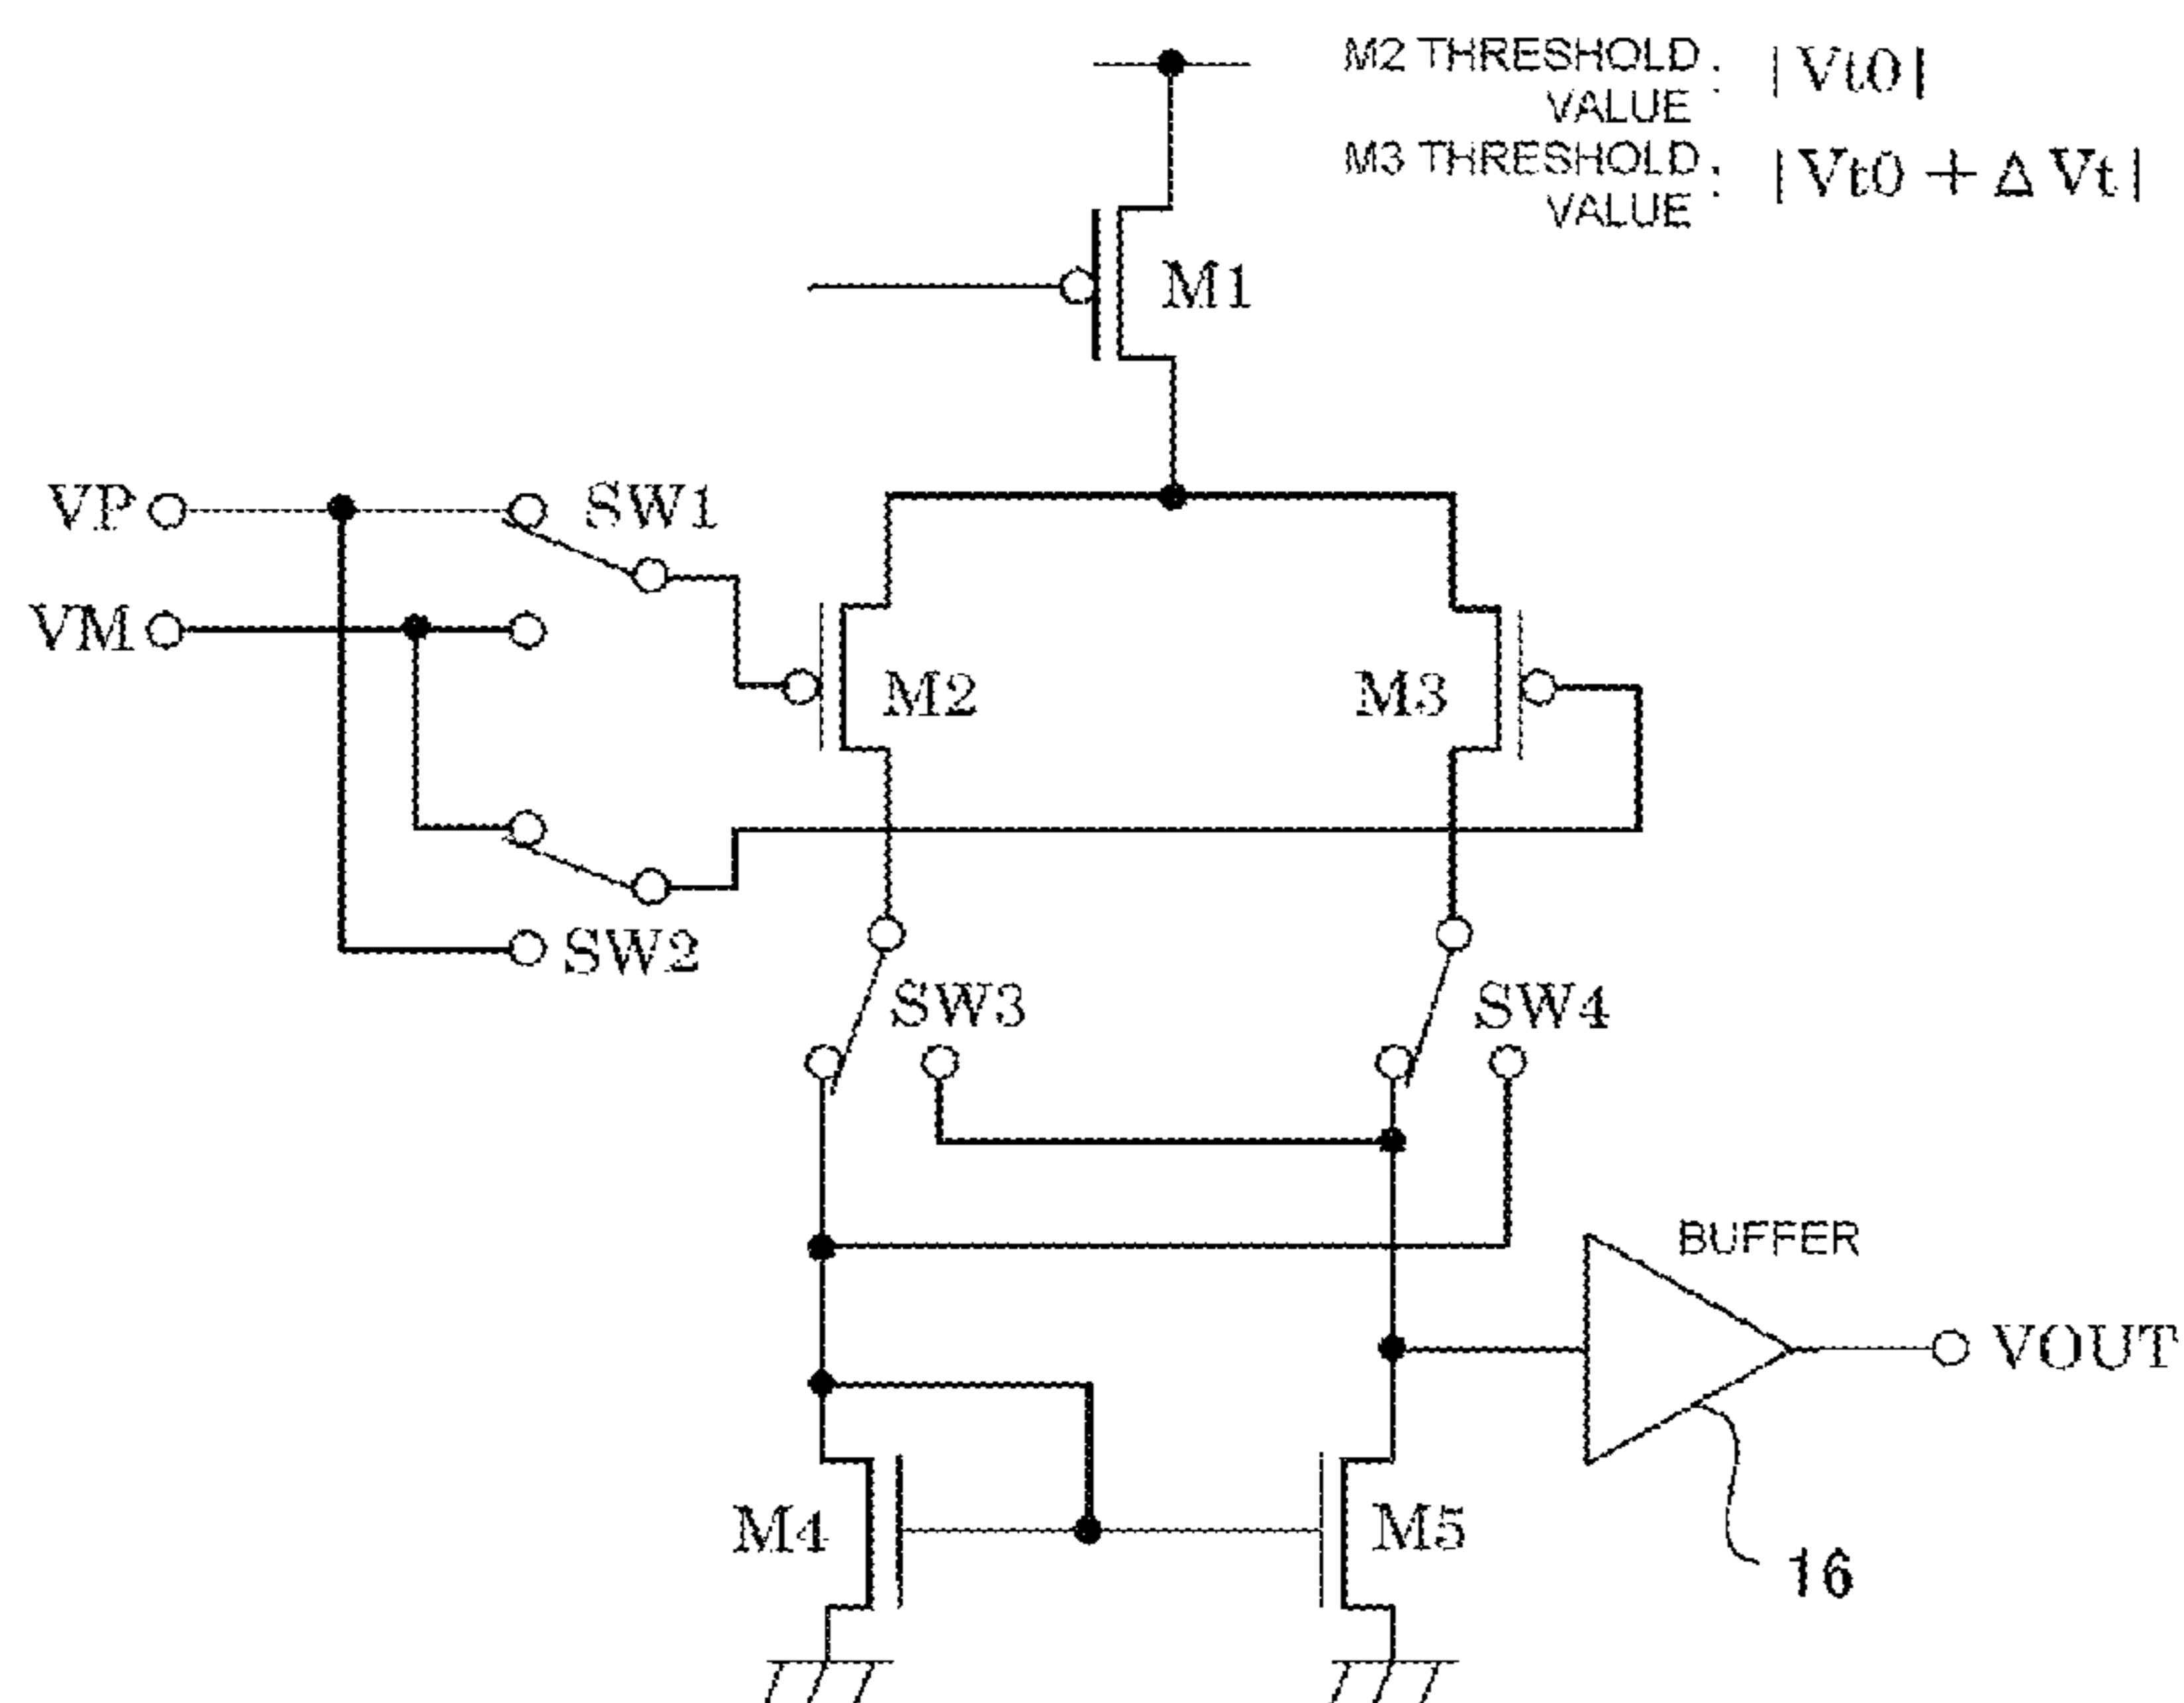 M2 THRESHOLD VALUE : |Vt0|
M3 THRESHOLD VALUE : |Vt0 + Δ Vt|
M1
VP
SW1
VM
M2
M3
SW2
SW3
SW4
BUFFER
VOUT
M4
M5
16